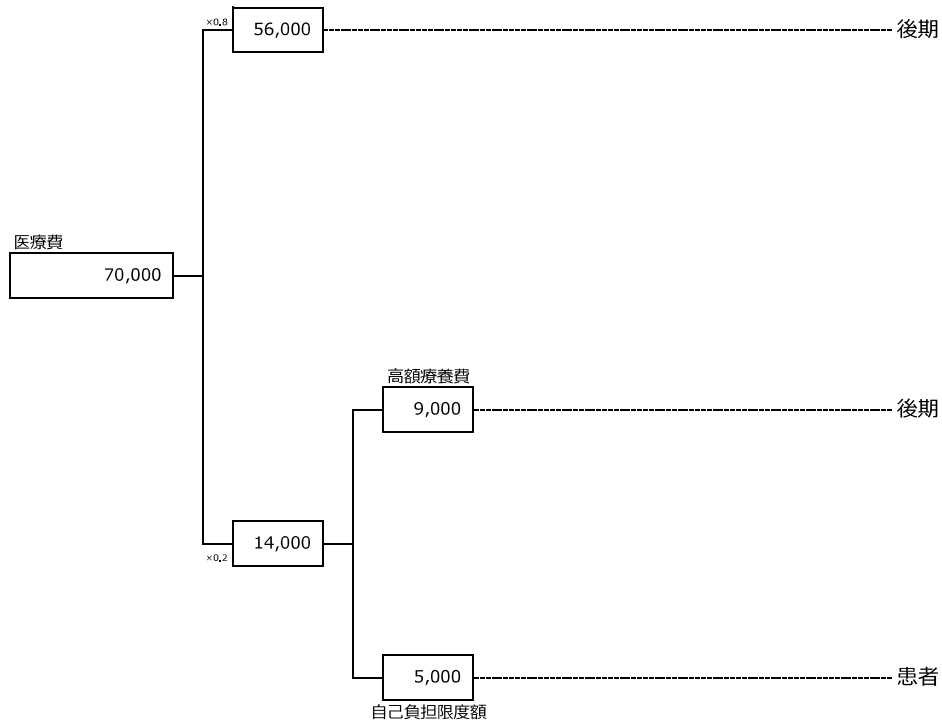 ×0.8
56,000
後期
医療費
70,000
高額療養費
9,000
後期
14,000
×0.2
5,000
患者
自己負担限度額